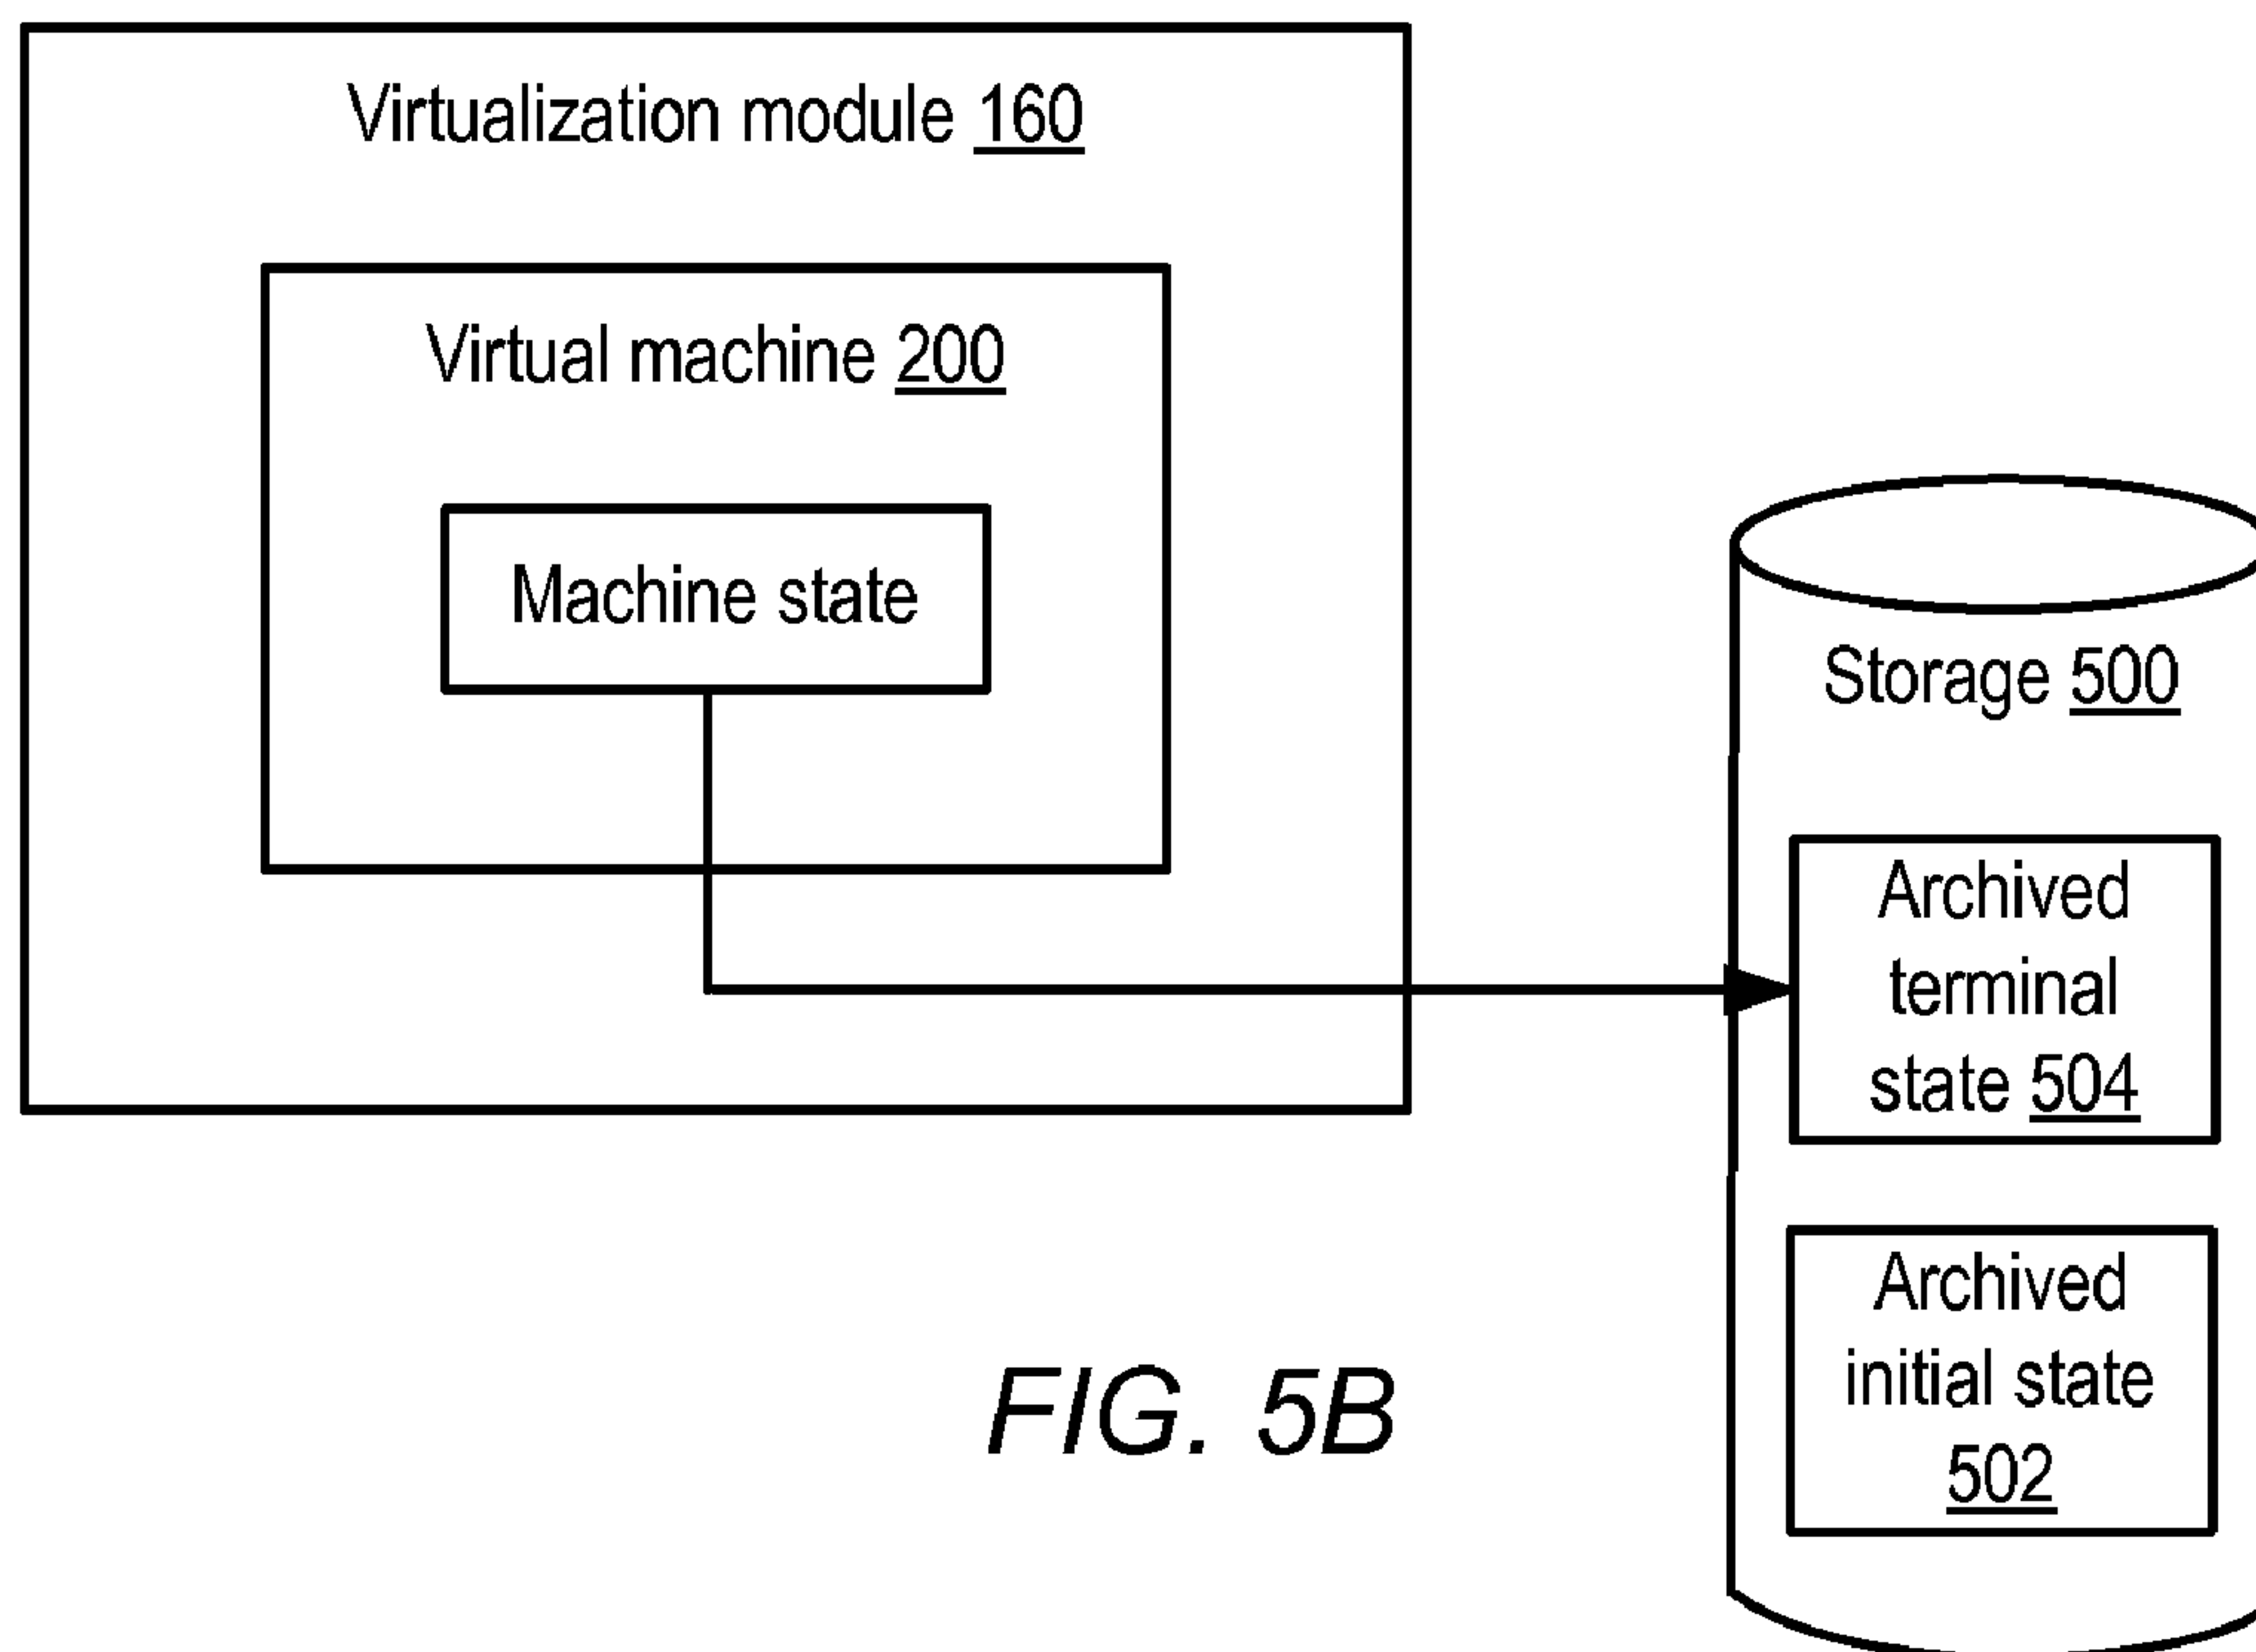 Virtualization module 160
Virtual machine 200
Machine state
Storage 500
Archived
terminal
state 504
Archived
initial state
502
FIG. 5B